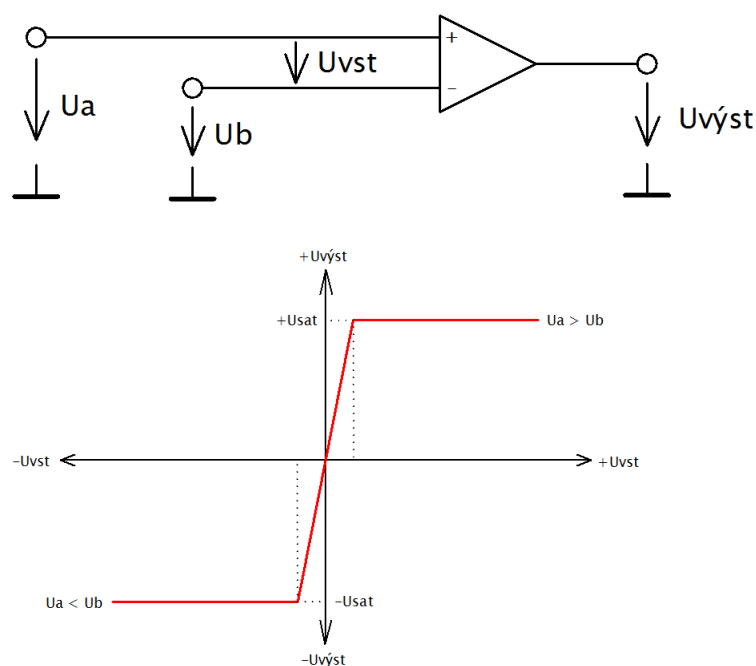 +
Uvst
−
Ua
Ub
Uvýst
+Uvýst
+Usat
Ua > Ub
−Uvst
+Uvst
Ua < Ub
−Usat
−Uvýst